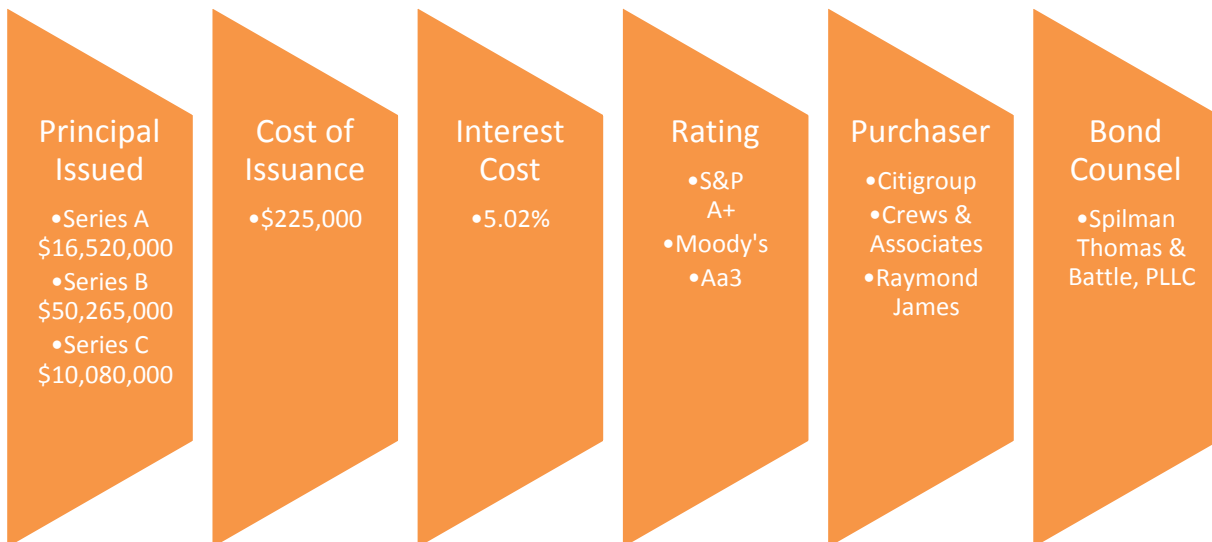 Principal
Issued
•Series A
$16,520,000
•Series B
$50,265,000
•Series C
$10,080,000
Cost of
Issuance
•$225,000
Interest
Cost
•5.02%
Rating
•S&P
A+
•Moody's
•Aa3
Purchaser
•Citigroup
•Crews &
Associates
•Raymond
James
Bond
Counsel
•Spilman
Thomas &
Battle, PLLC